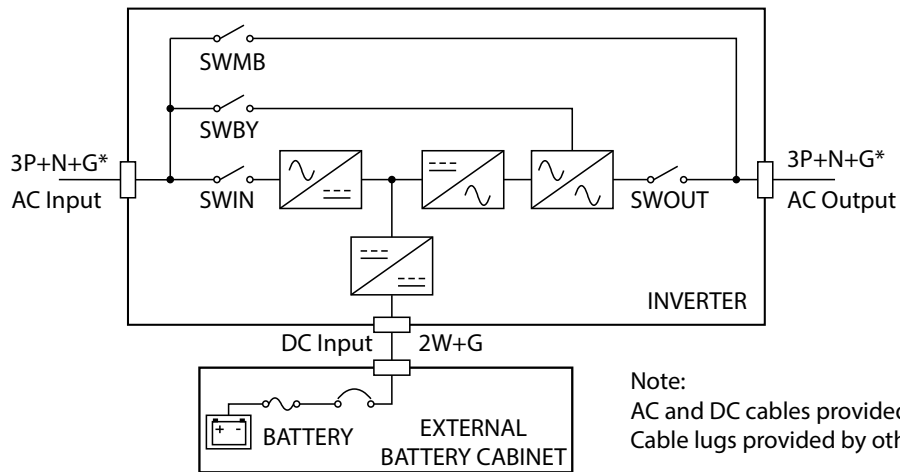 SWMB
SWBY
3P+N+G*
AC Input
SWIN
SWOUT
3P+N+G*
AC Output
INVERTER
DC Input
2W+G
+ -
BATTERY
EXTERNAL
BATTERY CABINET
Note:
AC and DC cables provided
Cable lugs provided by oth